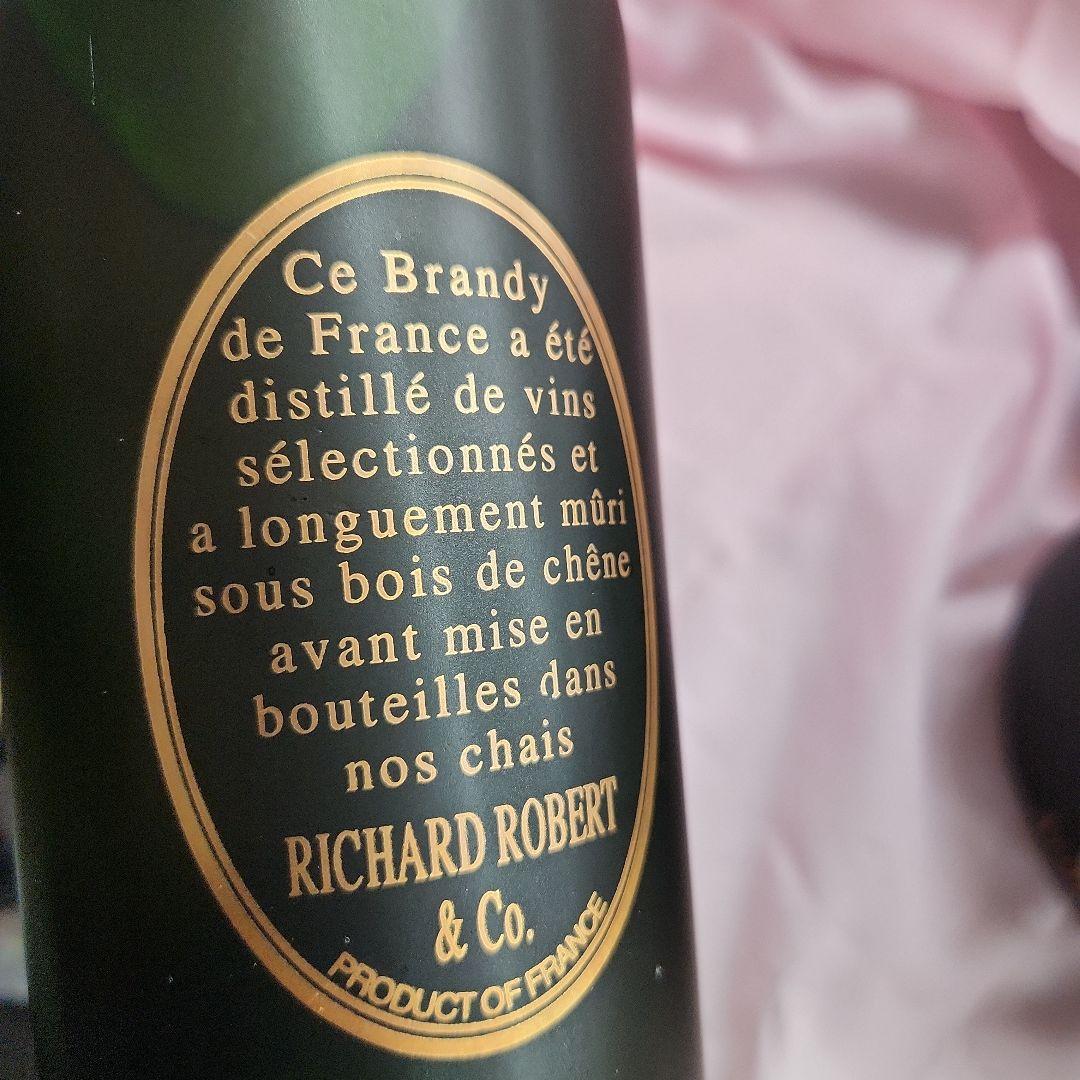 Ce Brandy
de France a été
distillé de vins
sélectionnés et
a longuement mûri
sous bois de chêne
avant mise en
bouteilles dans
nos chais
RICHARD ROBERT
& Co.
PRODUCT OF FRANCE